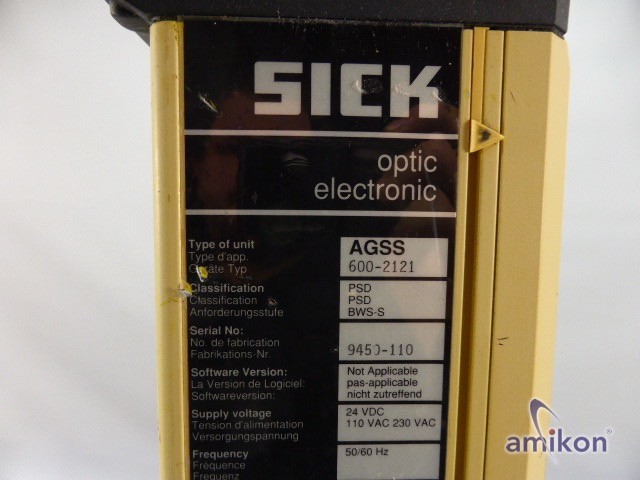 SICK
optic
electronic
Type of unit
Type d'app.
Geräte Typ
AGSS
600-2121
Classification
Classification
Anforderungsstufe
PSD
PSD
BWS-S
Serial No:
No. de fabrication
Fabrikations-Nr.
9450-110
Software Version:
La Version de Logiciel:
Softwareversion:
Not Applicable
pas-applicable
nicht zutreffend
Supply voltage
Tension d'alimentation
Versorgungspannung
24 VDC
110 VAC 230 VAC
Frequency
Frequence
Frequenz
50/60 Hz
amikon®